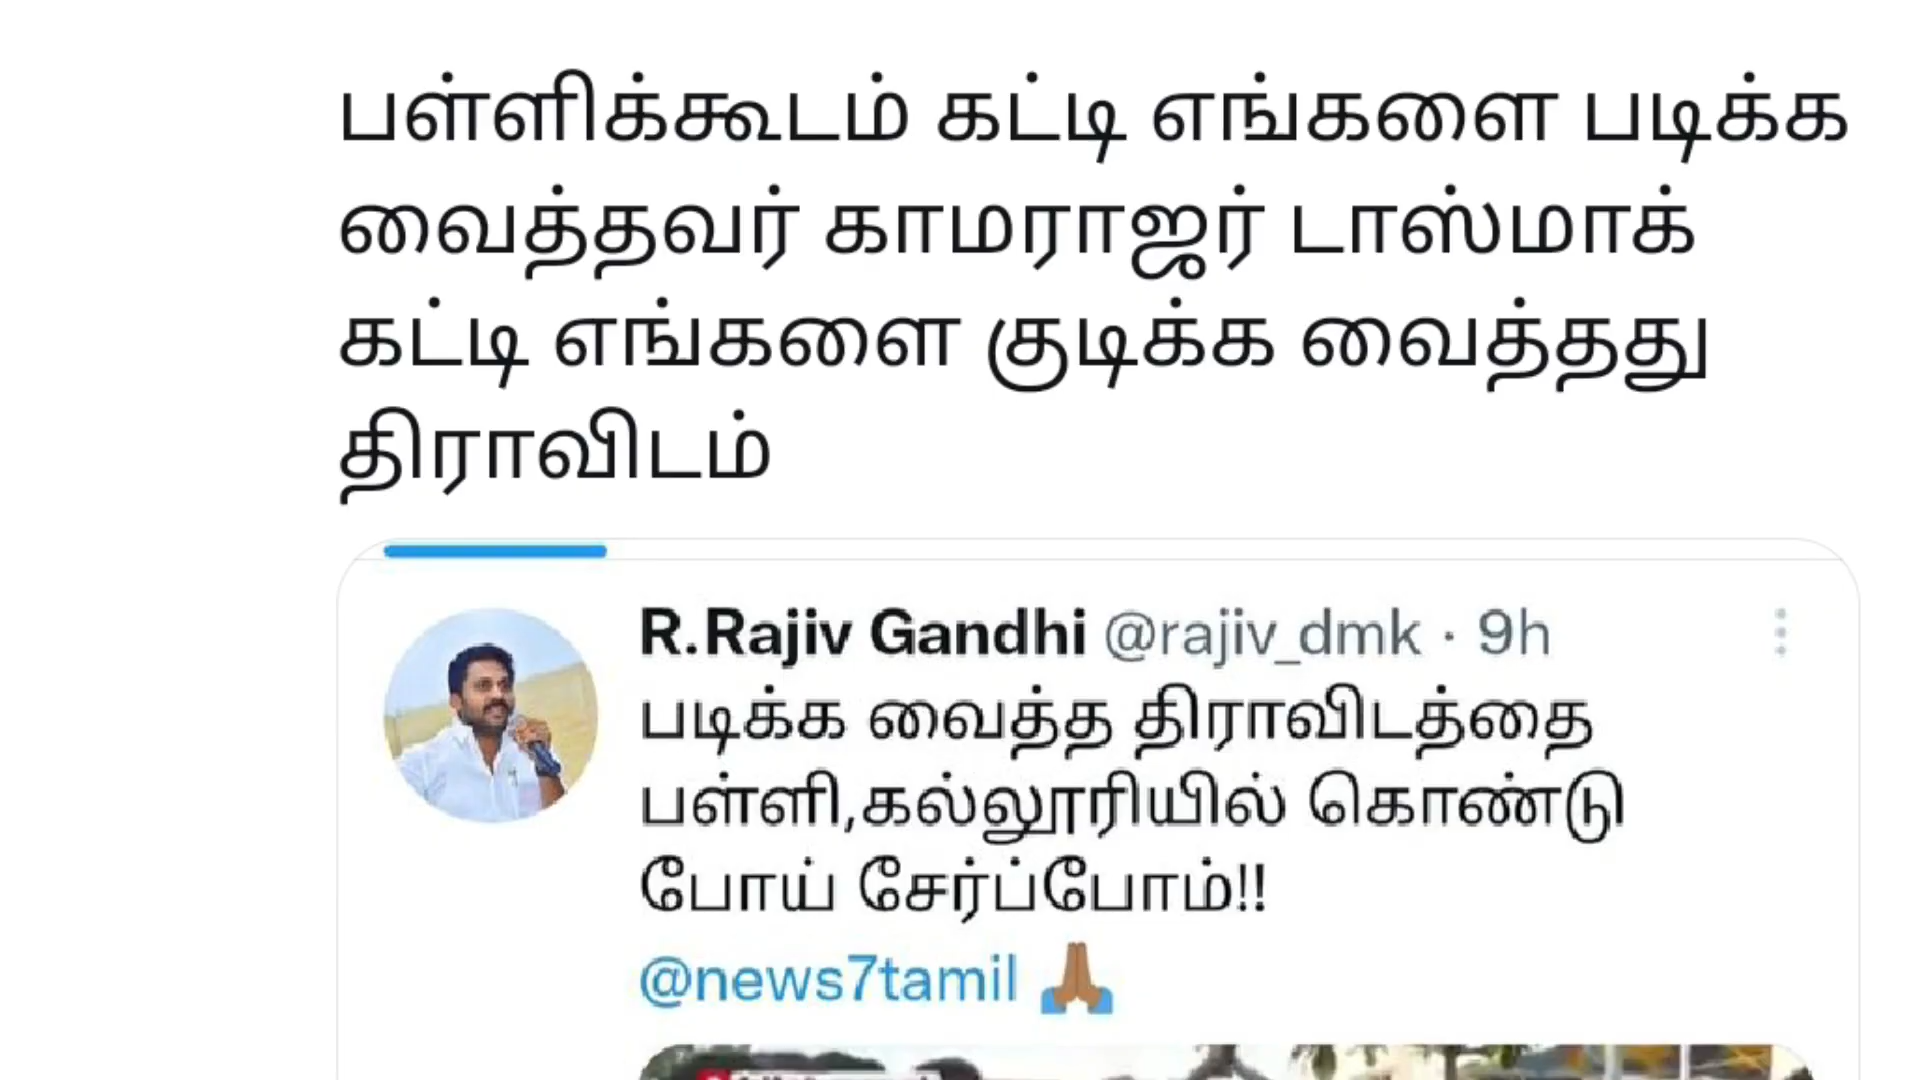 பள்ளிக்கூடம் கட்டி எங்களை படிக்க
வைத்தவர் காமராஜர் டாஸ்மாக்
கட்டி எங்களை குடிக்க வைத்தது
திராவிடம்
R.Rajiv Gandhi @rajiv_dmk · 9h
படிக்க வைத்த திராவிடத்தை
பள்ளி,கல்லூரியில் கொண்டு
போய் சேர்ப்போம்!!
@news7tamil 🙏🏾